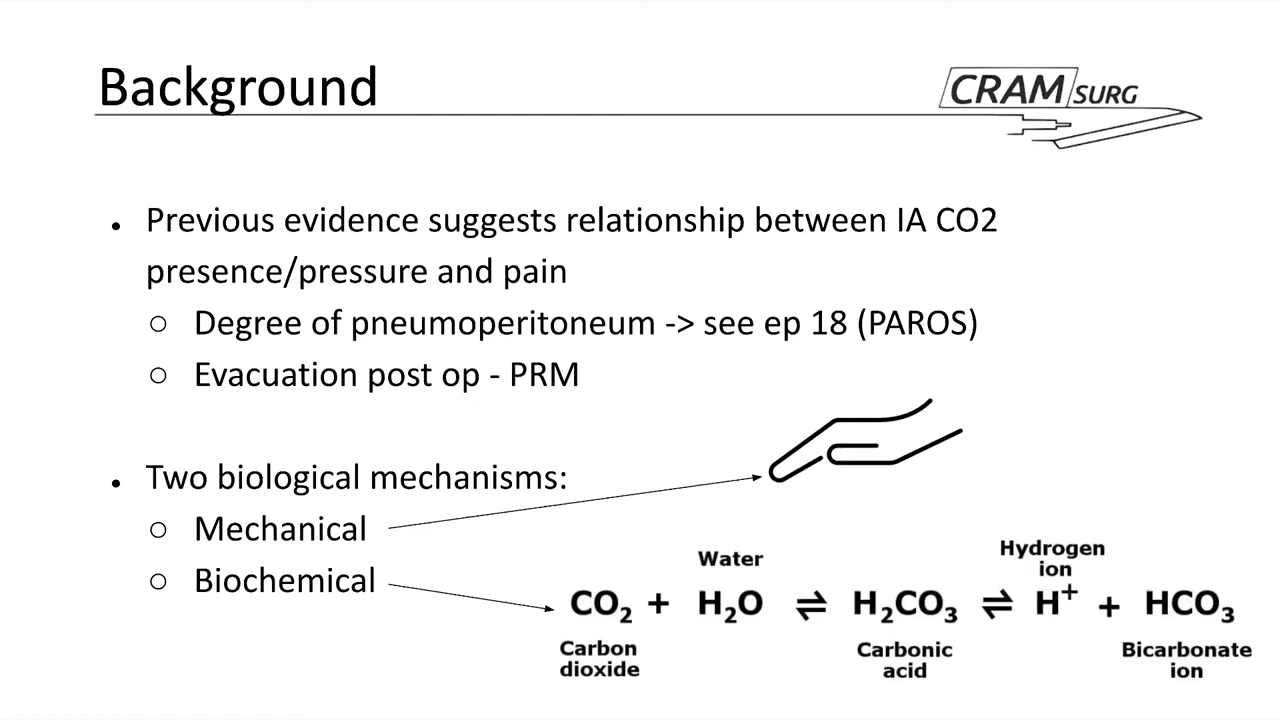 Background
CRAM SURG
• Previous evidence suggests relationship between IA CO2
presence/pressure and pain
○ Degree of pneumoperitoneum -> see ep 18 (PAROS)
○ Evacuation post op - PRM
• Two biological mechanisms:
○ Mechanical
○ Biochemical
Water
Hydrogen
ion
CO₂ + H₂O ⇌ H₂CO₃ ⇌ H⁺ + HCO₃
Carbon
dioxide
Carbonic
acid
Bicarbonate
ion